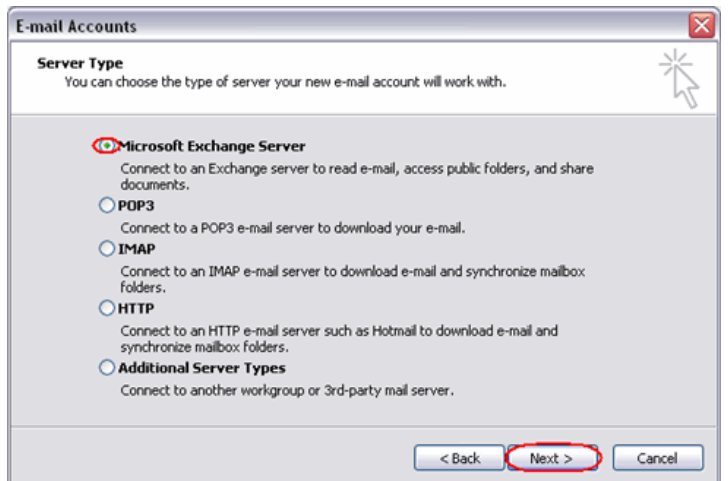 E-mail Accounts
Server Type
You can choose the type of server your new e-mail account will work with.
Microsoft Exchange Server
Connect to an Exchange server to read e-mail, access public folders, and share
documents.
POP3
Connect to a POP3 e-mail server to download your e-mail.
IMAP
Connect to an IMAP e-mail server to download e-mail and synchronize mailbox
folders.
HTTP
Connect to an HTTP e-mail server such as Hotmail to download e-mail and
synchronize mailbox folders.
Additional Server Types
Connect to another workgroup or 3rd-party mail server.
< Back Next > Cancel